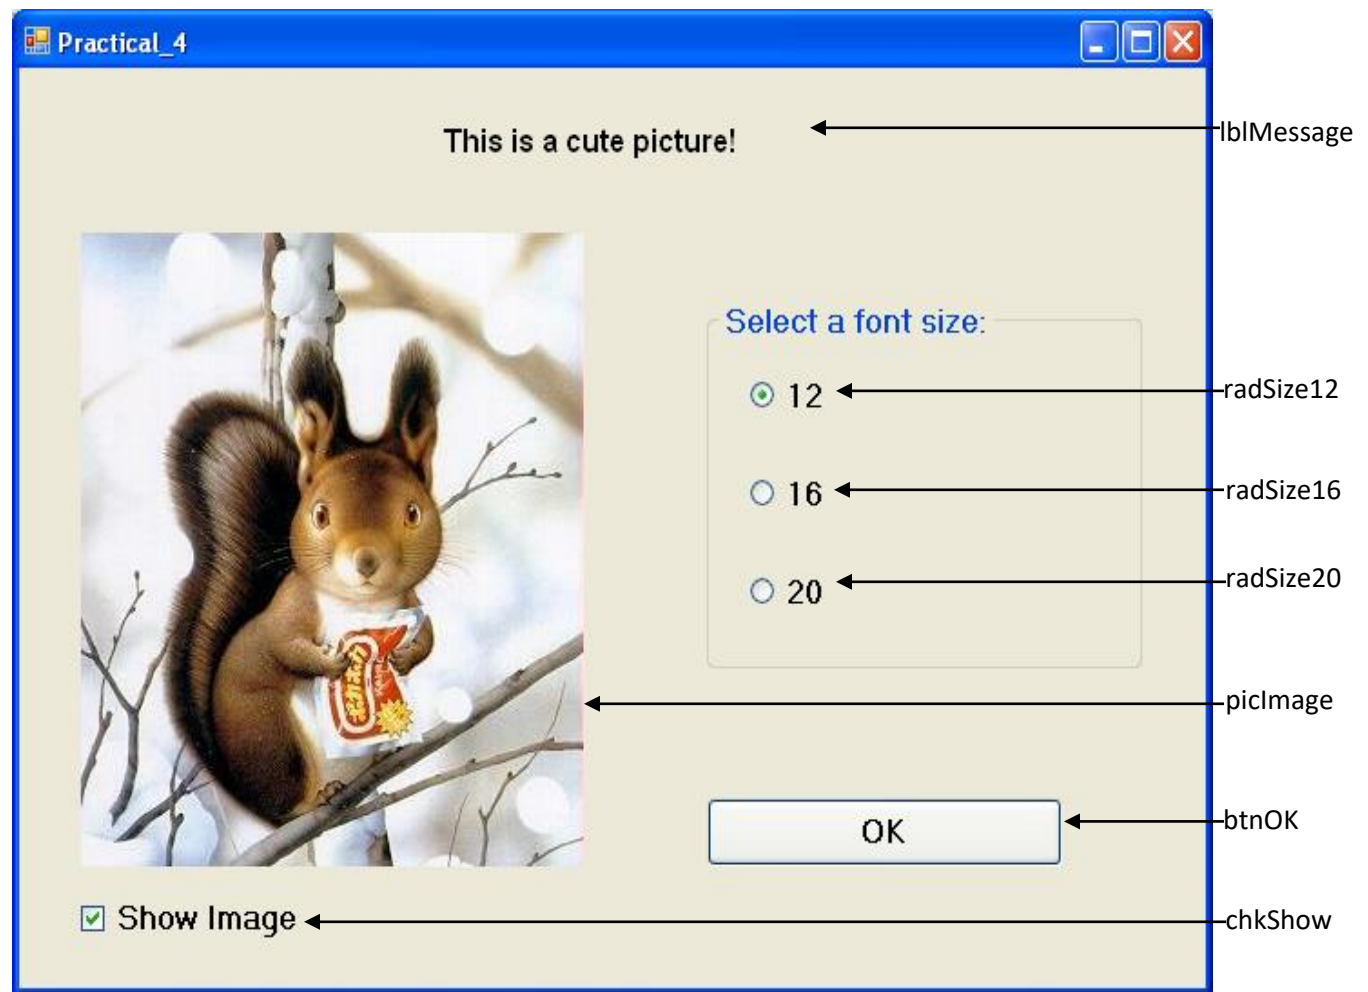 Practical_4
This is a cute picture!
lblMessage
Select a font size:
12
radSize12
16
radSize16
20
radSize20
picImage
OK
btnOK
Show Image
chkShow